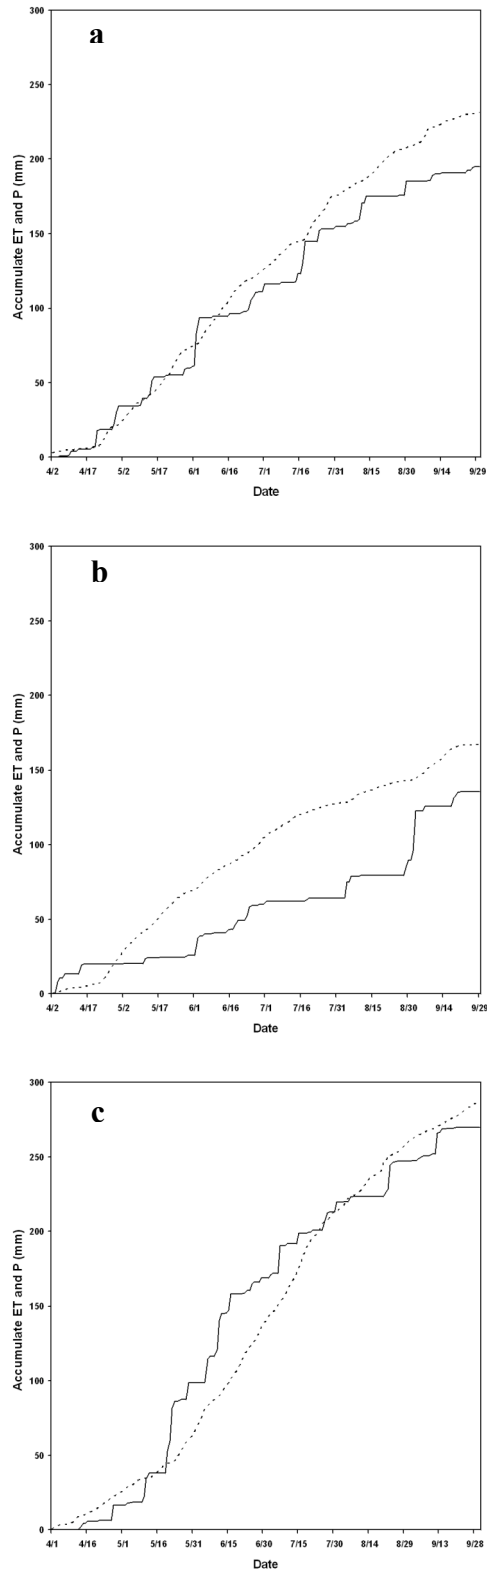 a
300
250
200
150
100
50
0
Accumulate ET and P (mm)
4/2 4/17 5/2 5/17 6/1 6/16 7/1 7/16 7/31 8/15 8/30 9/14 9/29
Date
b
300
250
200
150
100
50
0
Accumulate ET and P (mm)
4/2 4/17 5/2 5/17 6/1 6/16 7/1 7/16 7/31 8/15 8/30 9/14 9/29
Date
c
300
250
200
150
100
50
0
Accumulate ET and P (mm)
4/1 4/16 5/1 5/16 5/31 6/15 6/30 7/15 7/30 8/14 8/29 9/13 9/28
Date